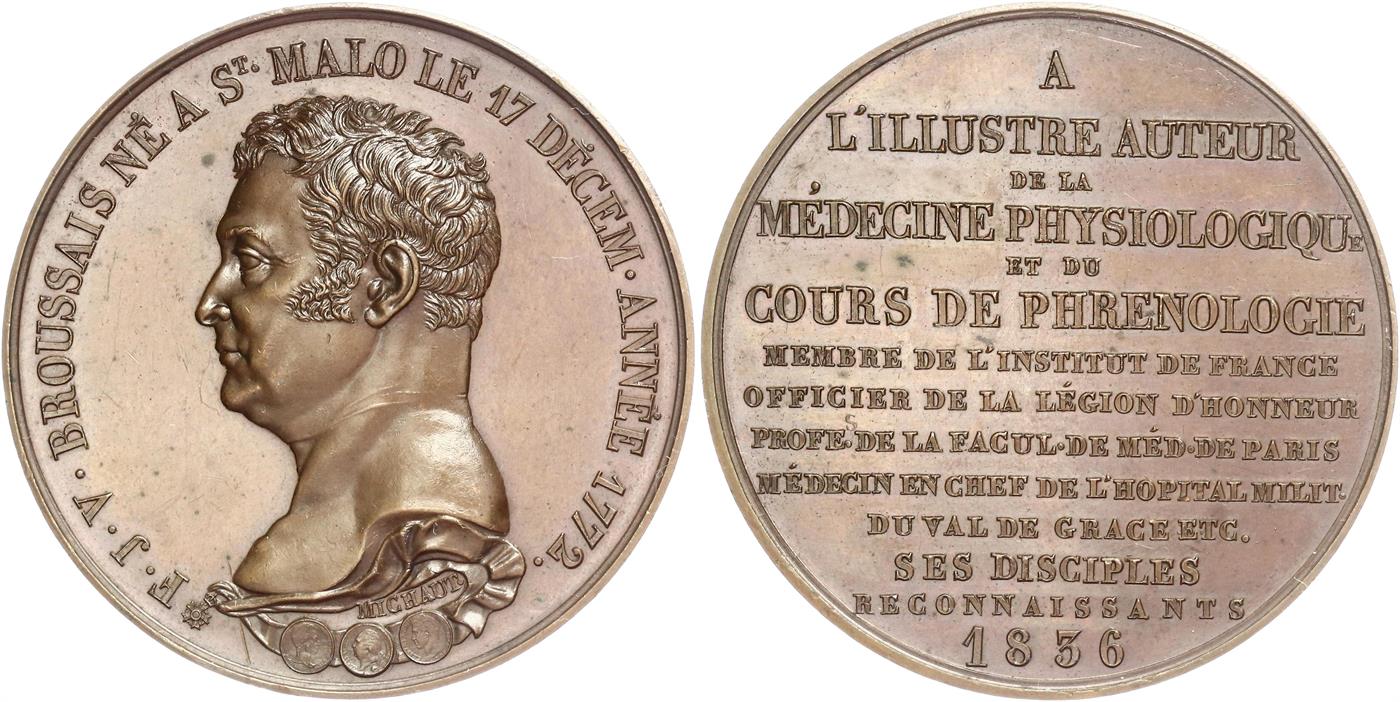 F. J. V. BROUSSAIS NÉ A ST. MALO LE 17 DÉCEM. ANNÉE 1772.
MICHAUT
A
L'ILLUSTRE AUTEUR
DE LA
MÉDECINE PHYSIOLOGIQUE
ET DU
COURS DE PHRENOLOGIE
MEMBRE DE L'INSTITUT DE FRANCE
OFFICIER DE LA LÉGION D'HONNEUR
PROFES. DE LA FACUL. DE MÉD. DE PARIS
MÉDECIN EN CHEF DE L'HOPITAL MILIT.
DU VAL DE GRACE ETC.
SES DISCIPLES
RECONNAISSANTS
1836